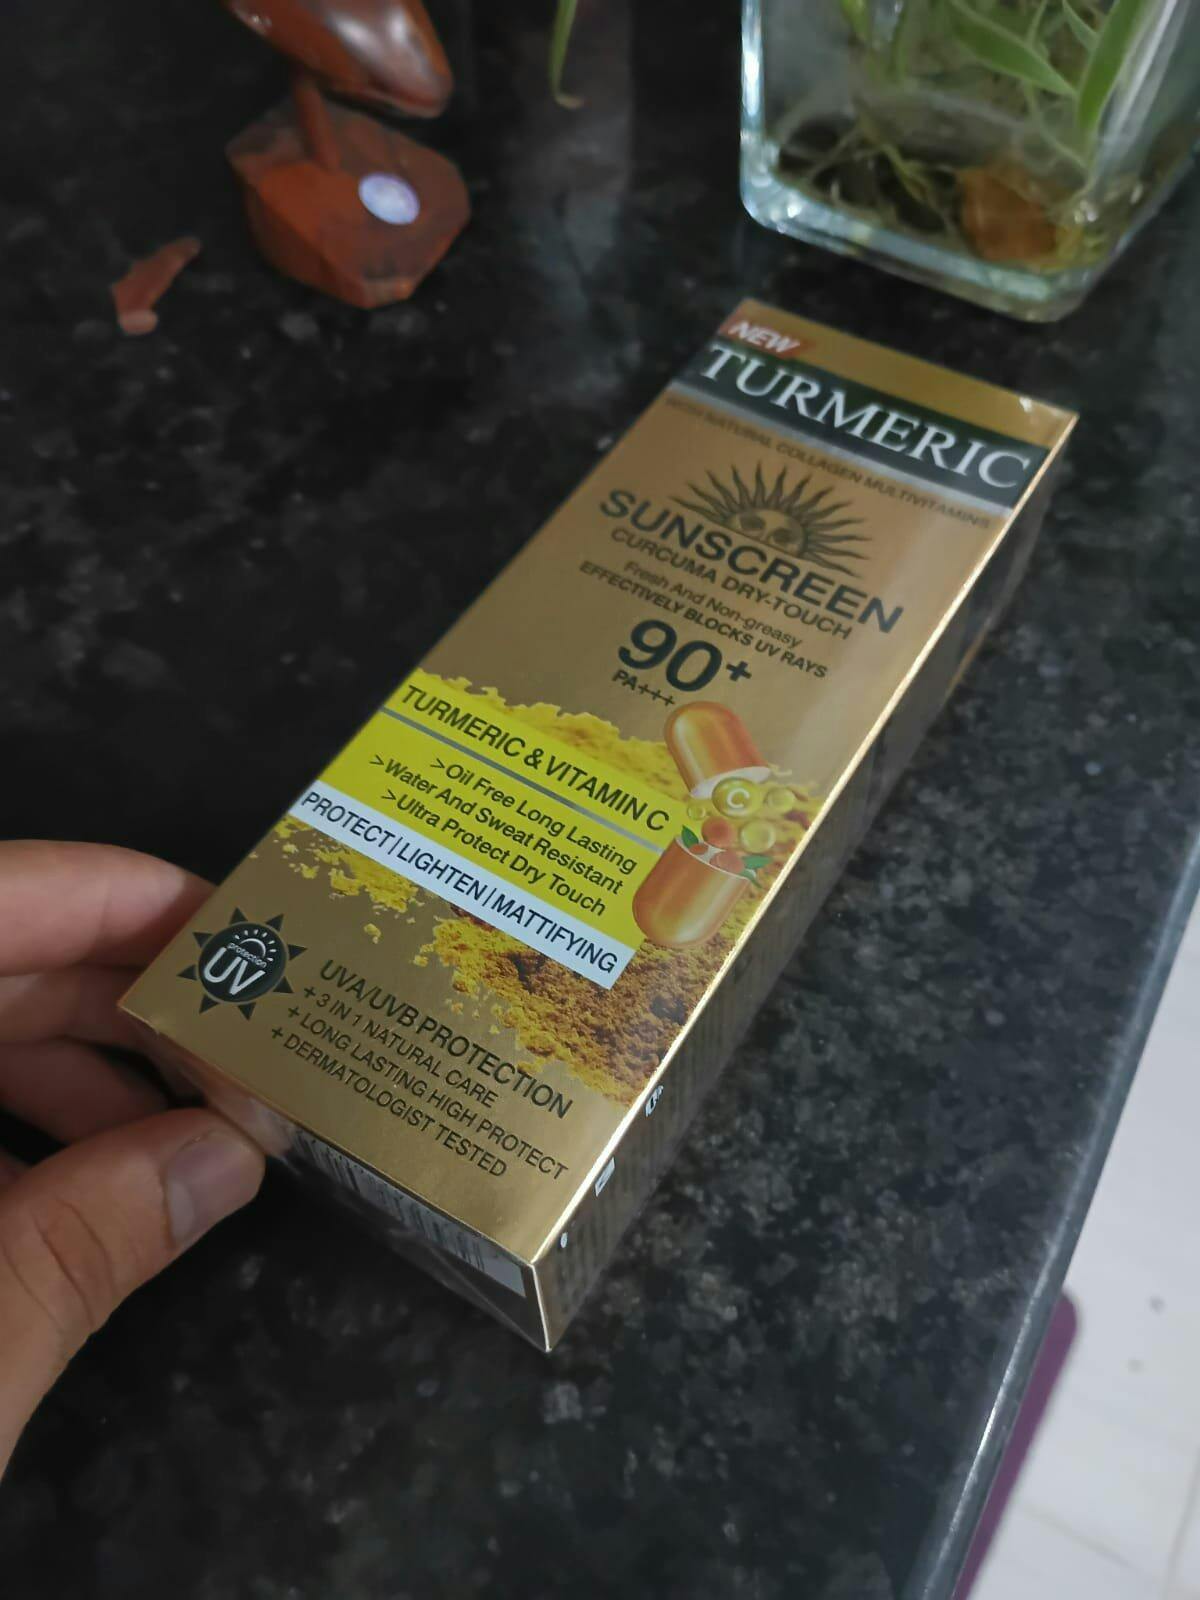 NEW
TURMERIC
WITH NATURAL COLLAGEN MULTIVITAMINS
SUNSCREEN
CURCUMA DRY-TOUCH
Fresh And Non-greasy
EFFECTIVELY BLOCKS UV RAYS
90+
PA+++
TURMERIC & VITAMIN C
>Oil Free Long Lasting
>Water And Sweat Resistant
>Ultra Protect Dry Touch
C
PROTECT|LIGHTEN|MATTIFYING
protection
UV
UVA/UVB PROTECTION
+ 3 IN 1 NATURAL CARE
+ LONG LASTING HIGH PROTECT
+ DERMATOLOGIST TESTED